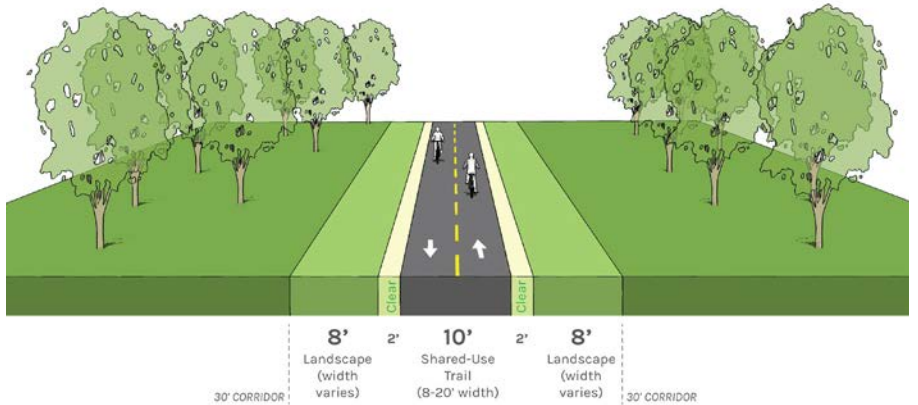 Clear
Clear
8’ 2’ 10’ 2’ 8’
Landscape
(width
varies)
Shared-Use
Trail
(8-20’ width)
Landscape
(width
varies)
30’ CORRIDOR
30’ CORRIDOR